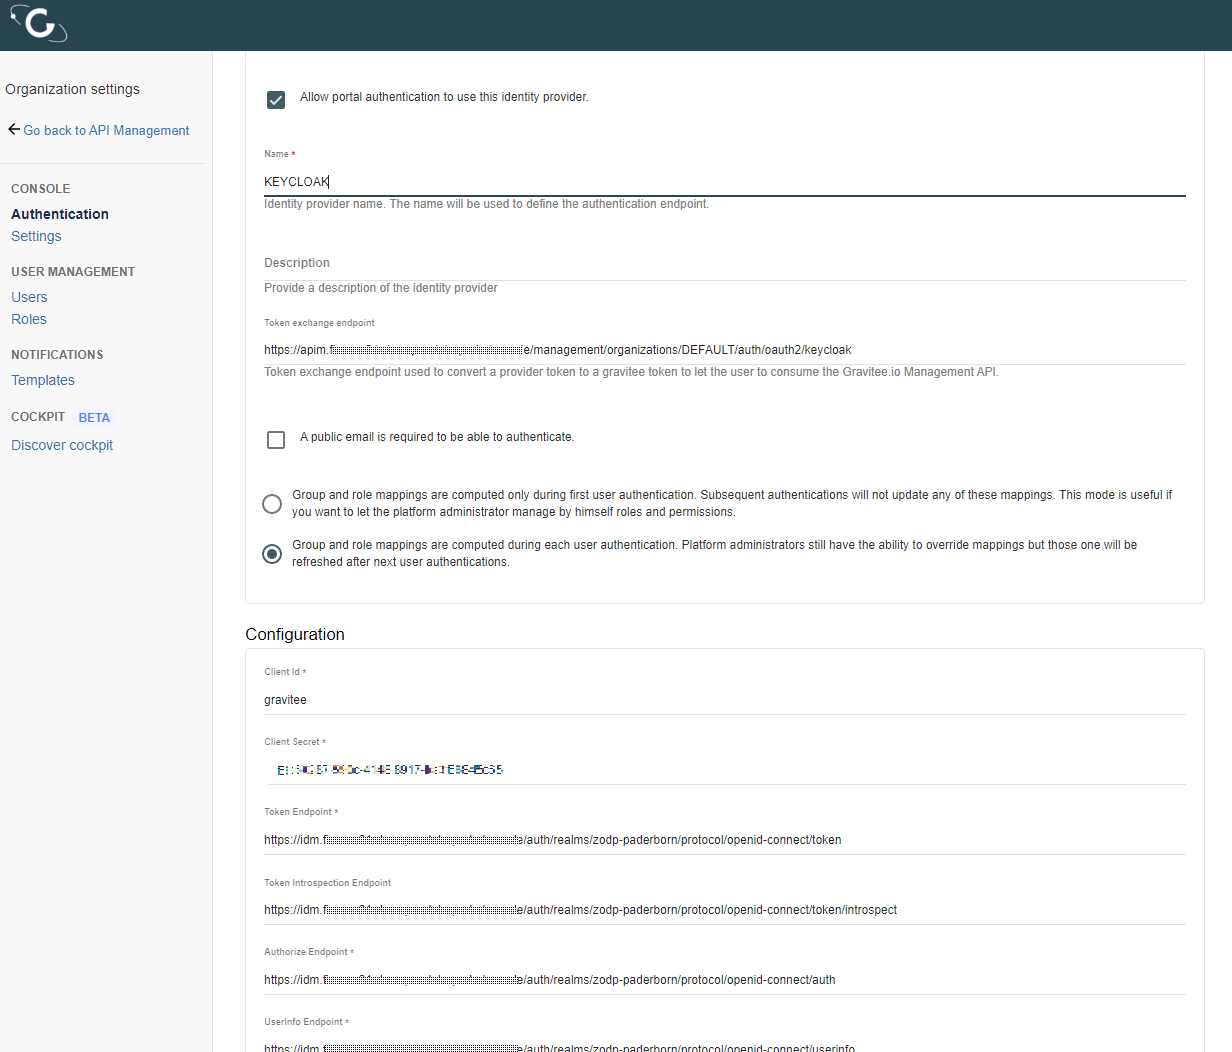 Organization settings
Go back to API Management
CONSOLE
Authentication
Settings
USER MANAGEMENT
Users
Roles
NOTIFICATIONS
Templates
COCKPIT BETA
Discover cockpit
Allow portal authentication to use this identity provider.
Name *
KEYCLOAK
Identity provider name. The name will be used to define the authentication endpoint.
Description
Provide a description of the identity provider
Token exchange endpoint
https://apim.f e/management/organizations/DEFAULT/auth/oauth2/keycloak
Token exchange endpoint used to convert a provider token to a gravitee token to let the user to consume the Gravitee.io Management API.
A public email is required to be able to authenticate.
Group and role mappings are computed only during first user authentication. Subsequent authentications will not update any of these mappings. This mode is useful if
you want to let the platform administrator manage by himself roles and permissions.
Group and role mappings are computed during each user authentication. Platform administrators still have the ability to override mappings but those one will be
refreshed after next user authentications.
Configuration
Client Id *
gravitee
Client Secret *
Token Endpoint *
https://idm.f e/auth/realms/zodp-paderborn/protocol/openid-connect/token
Token Introspection Endpoint
https://idm.f e/auth/realms/zodp-paderborn/protocol/openid-connect/token/introspect
Authorize Endpoint *
https://idm.f e/auth/realms/zodp-paderborn/protocol/openid-connect/auth
UserInfo Endpoint *
https://idm.f e/auth/realms/zodp-paderborn/protocol/openid-connect/userinfo